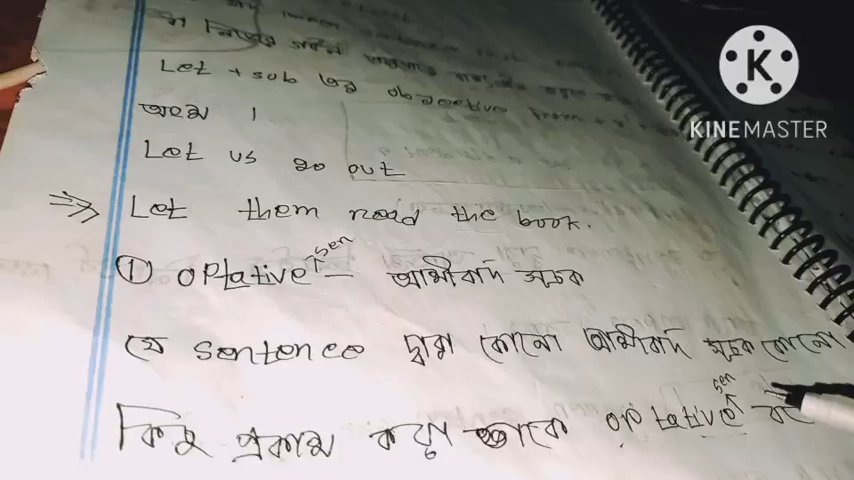 Let + sub এর objective form + v
অংশ ।
Let us go out
Let them read the book.
① optative sen – আশীর্বাদ সূচক
যে sentence দ্বারা কোনো আশীর্বাদ সূচক কোনো
কিছু প্রকাশ করা তাকে optative sen বলে
KINEMASTER